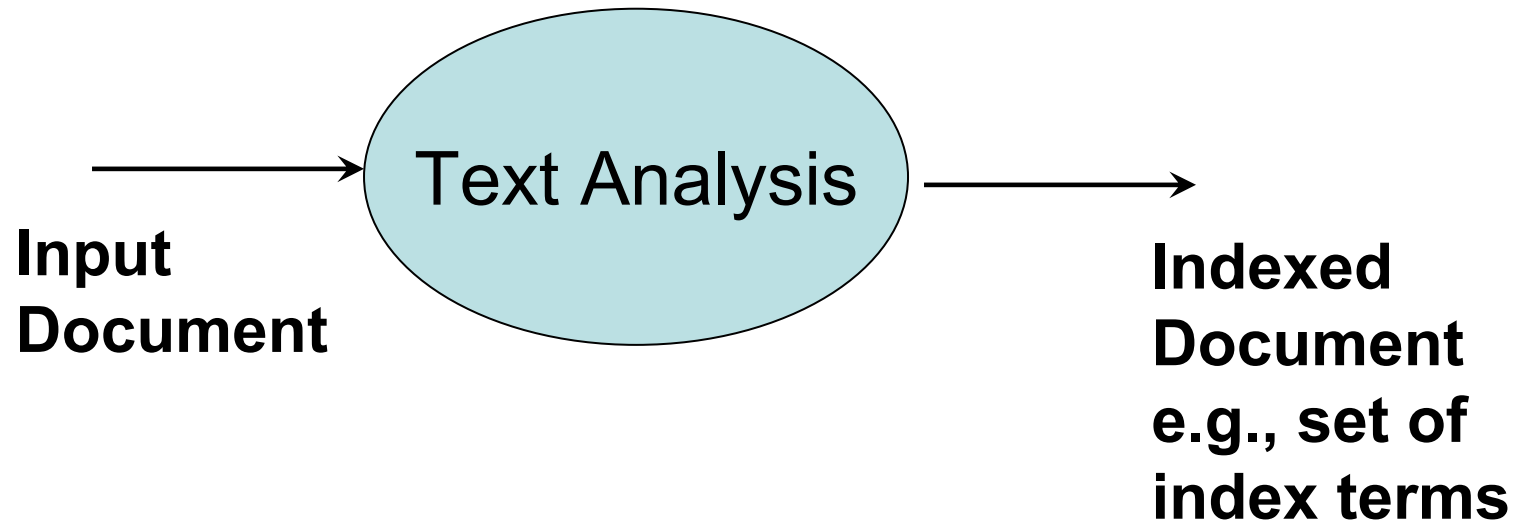 Text Analysis
Input
Document
Indexed
Document
e.g., set of
index terms